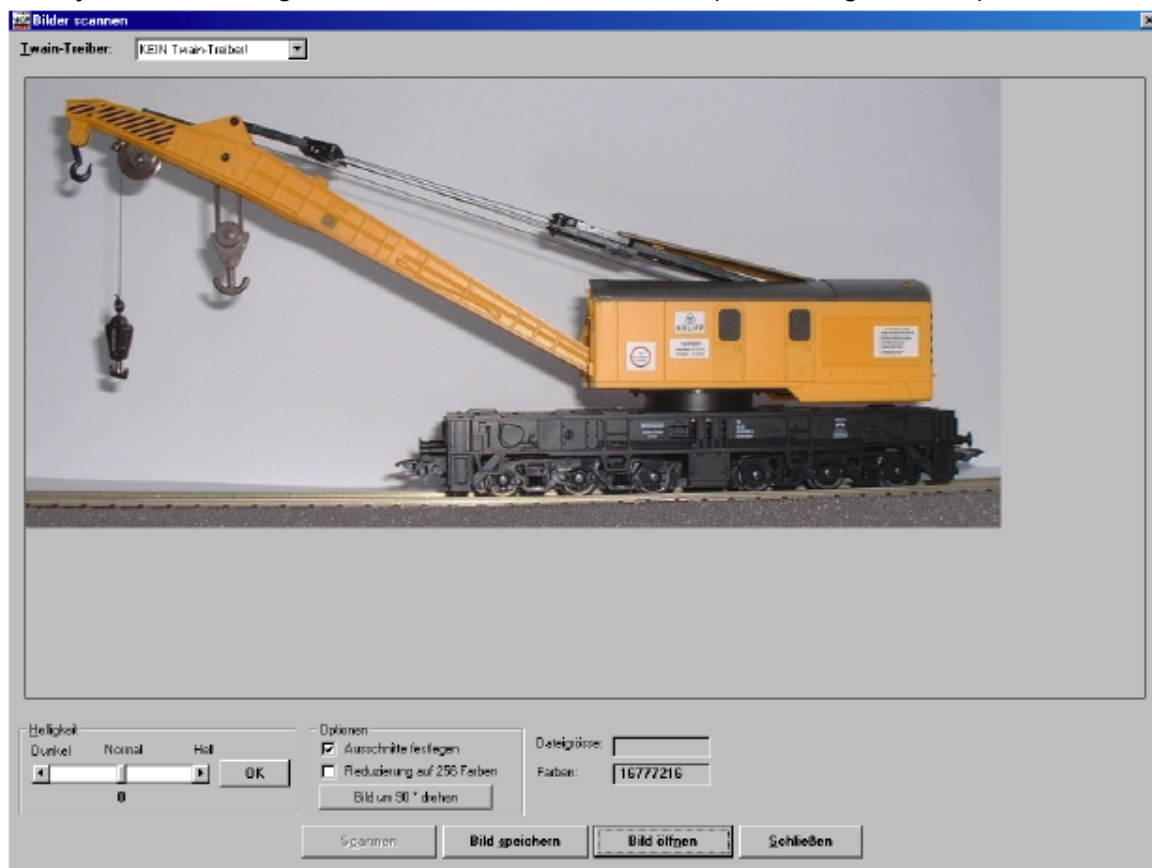 Bilder scannen
Twain-Treiber: KEIN Twain-Treiber!
KRUPP
Helligkeit
Dunkel Normal Hell
OK
0
Optionen
Ausschnitte festlegen
Reduzierung auf 256 Farben
Bild um 90 ° drehen
Dateigrösse:
Farben: 16777216
Scannen Bild speichern Bild öffnen Schließen